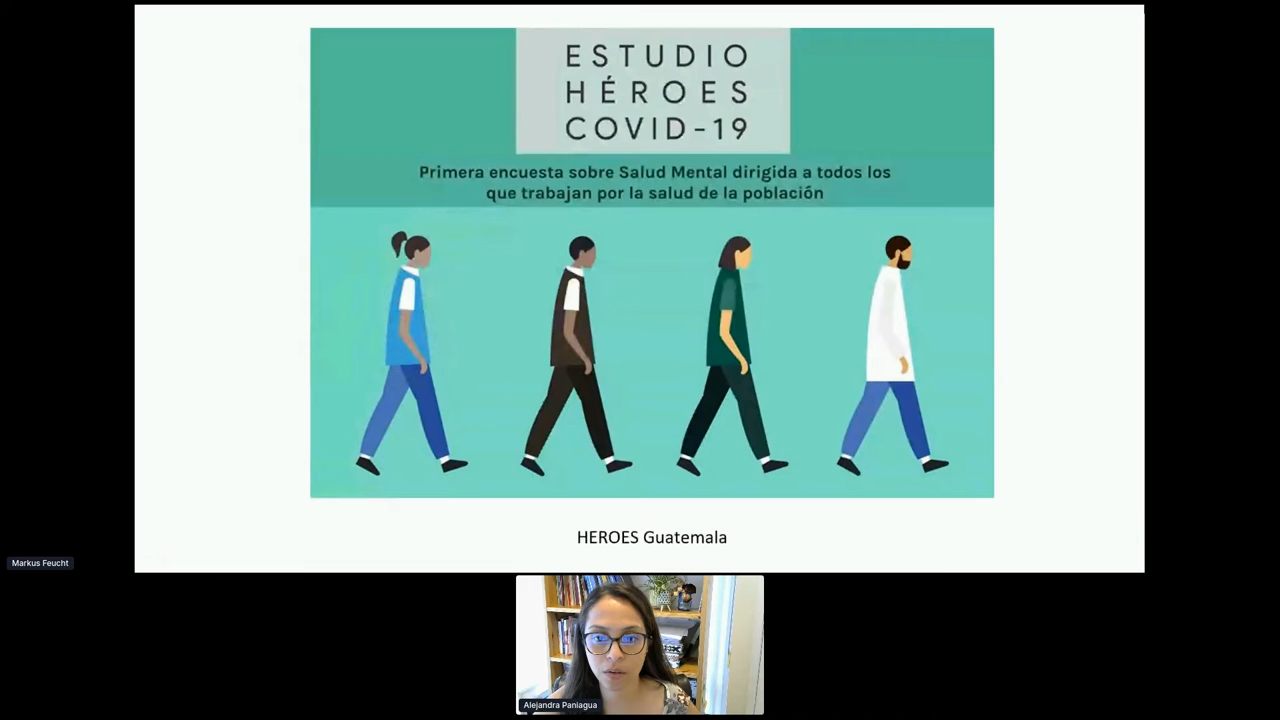 ESTUDIO
HÉROES
COVID-19
Primera encuesta sobre Salud Mental dirigida a todos los
que trabajan por la salud de la población
HEROES Guatemala
Markus Feucht
Alejandra Paniagua